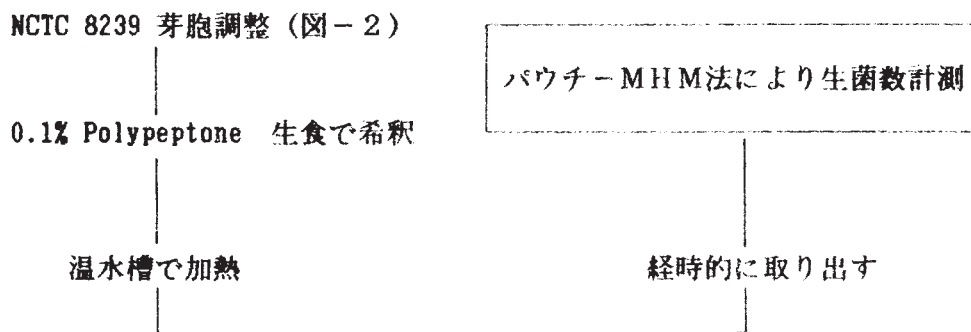 NCTC 8239 芽胞調整（図－２）
0.1% Polypeptone 生食で希釈
温水槽で加熱
パウチ－ＭＨＭ法により生菌数計測
経時的に取り出す